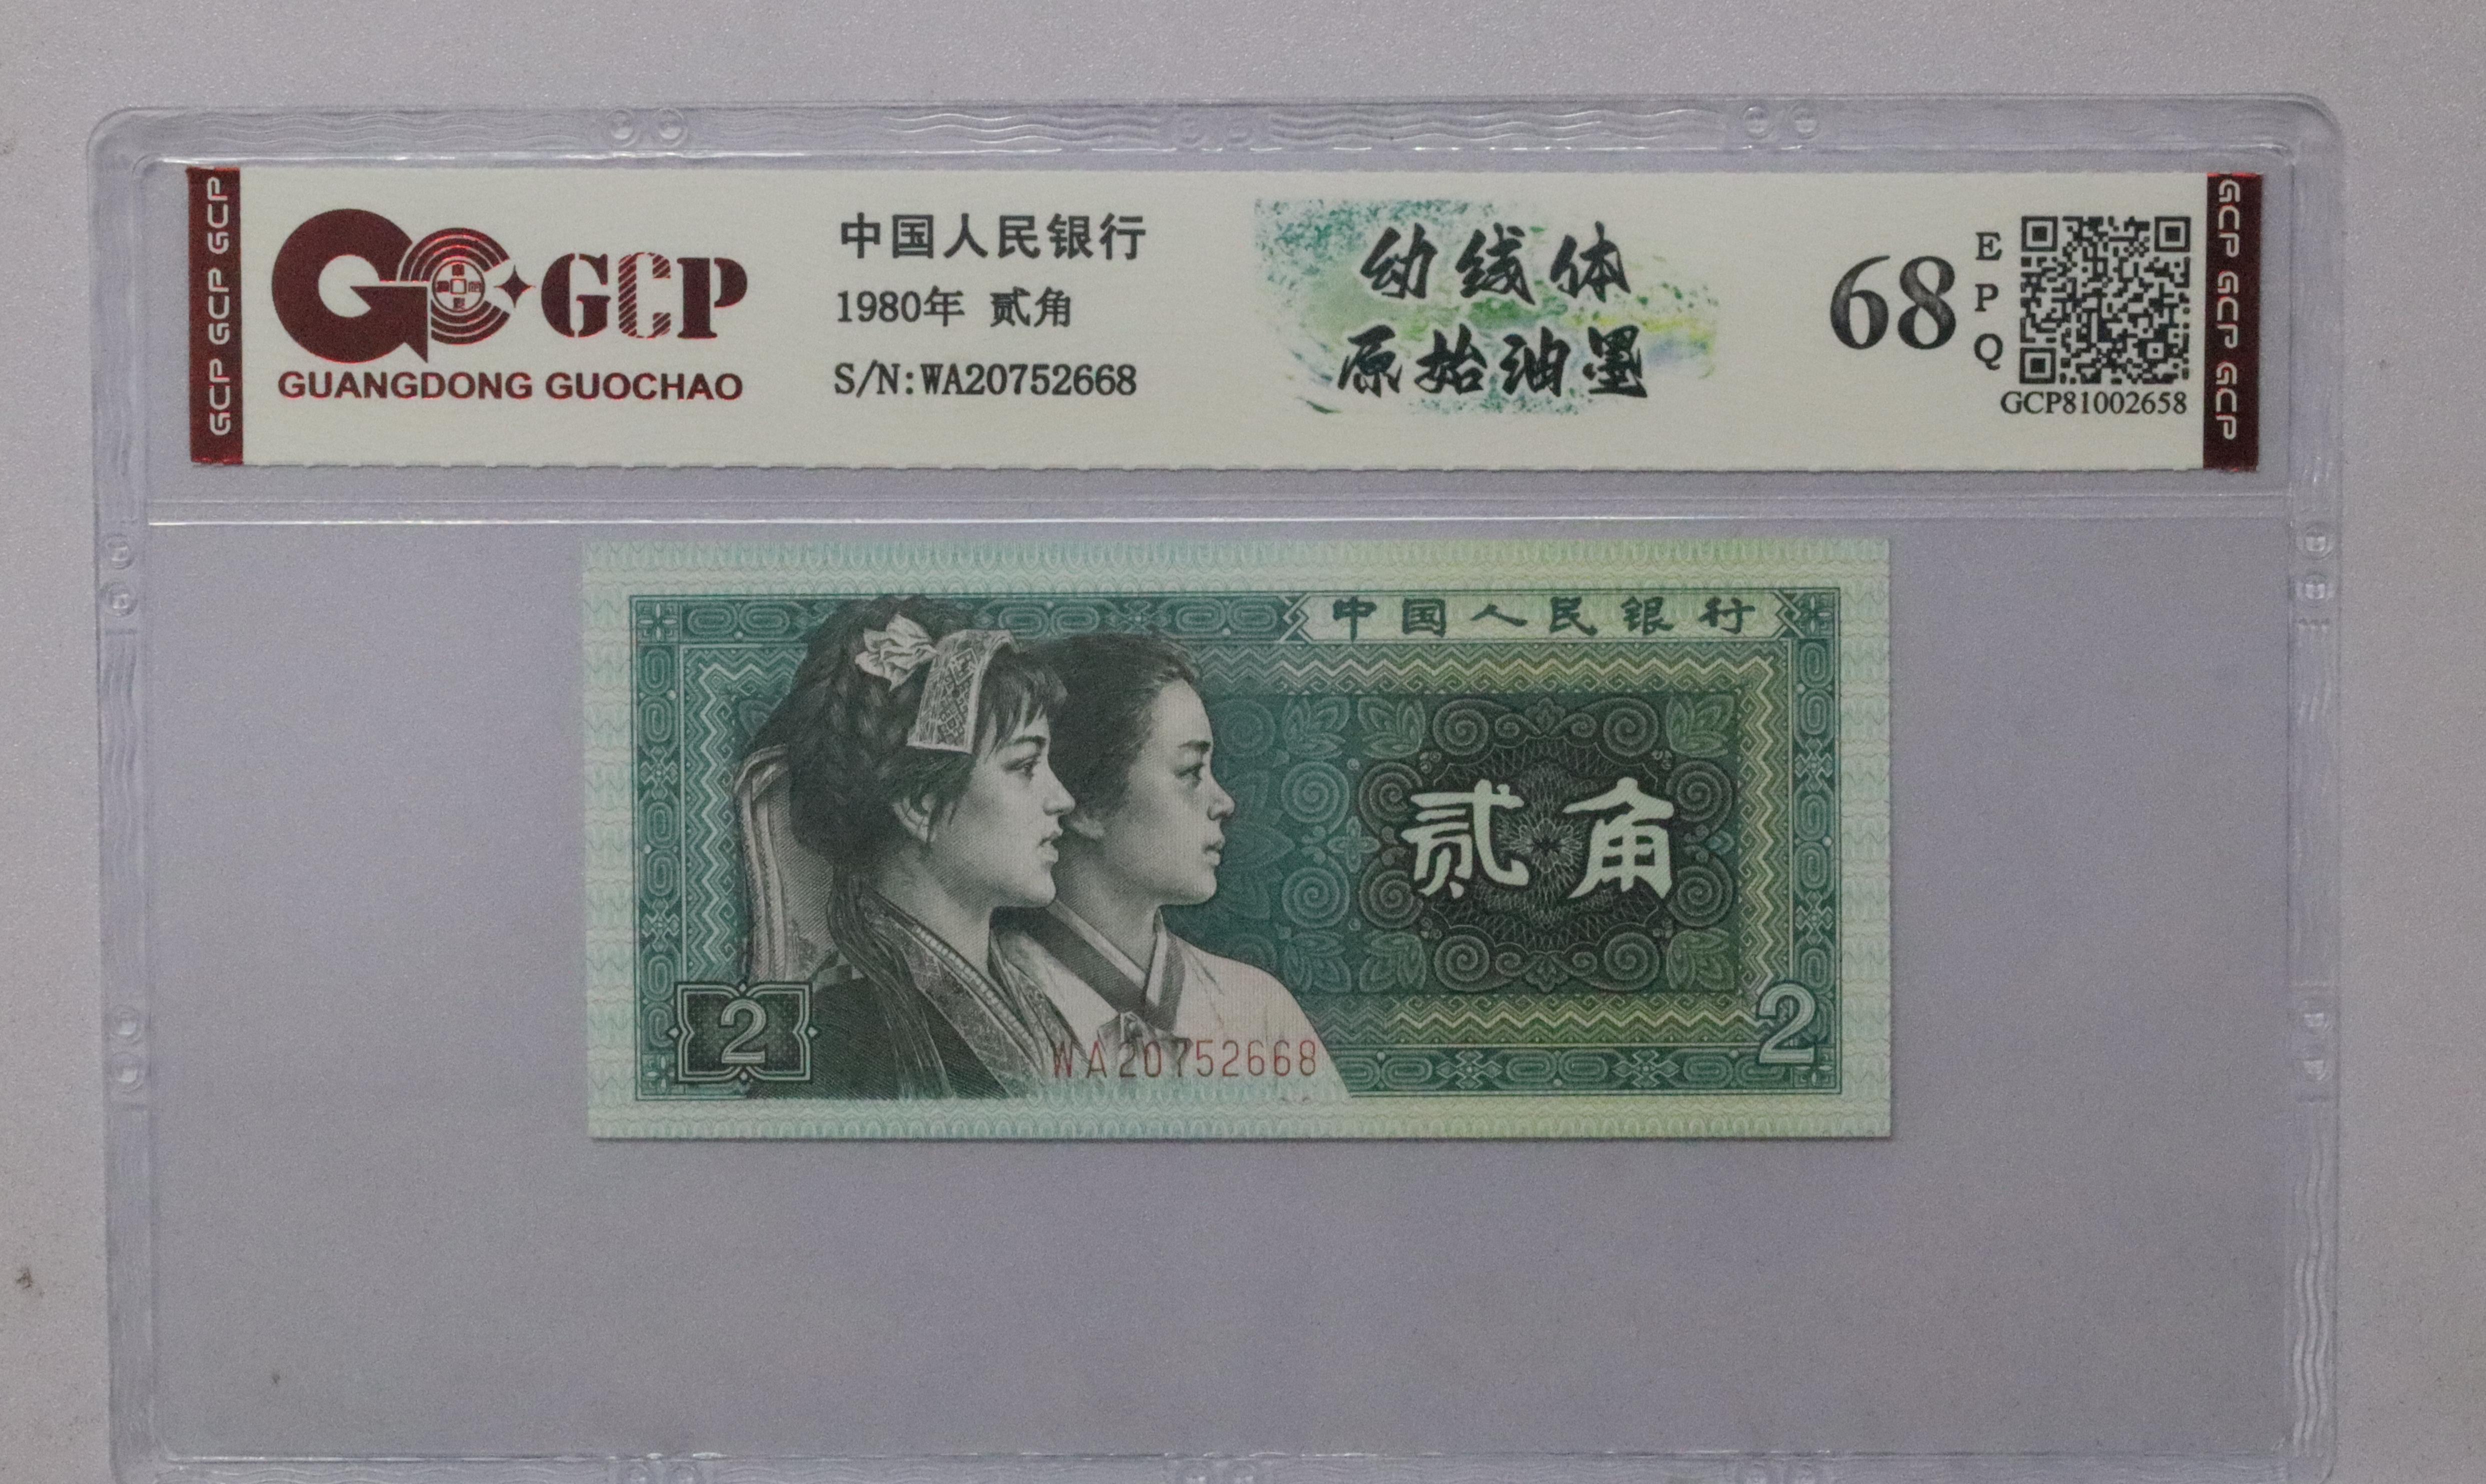 GCP GCP GCP
GCP
GUANGDONG GUOCHAO
中国人民银行
1980年 贰角
S/N:WA20752668
幼线体
原始油墨
68
EPQ
GCP81002658
GCP GCP GCP
中国人民银行
贰角
2
2
WA20752668